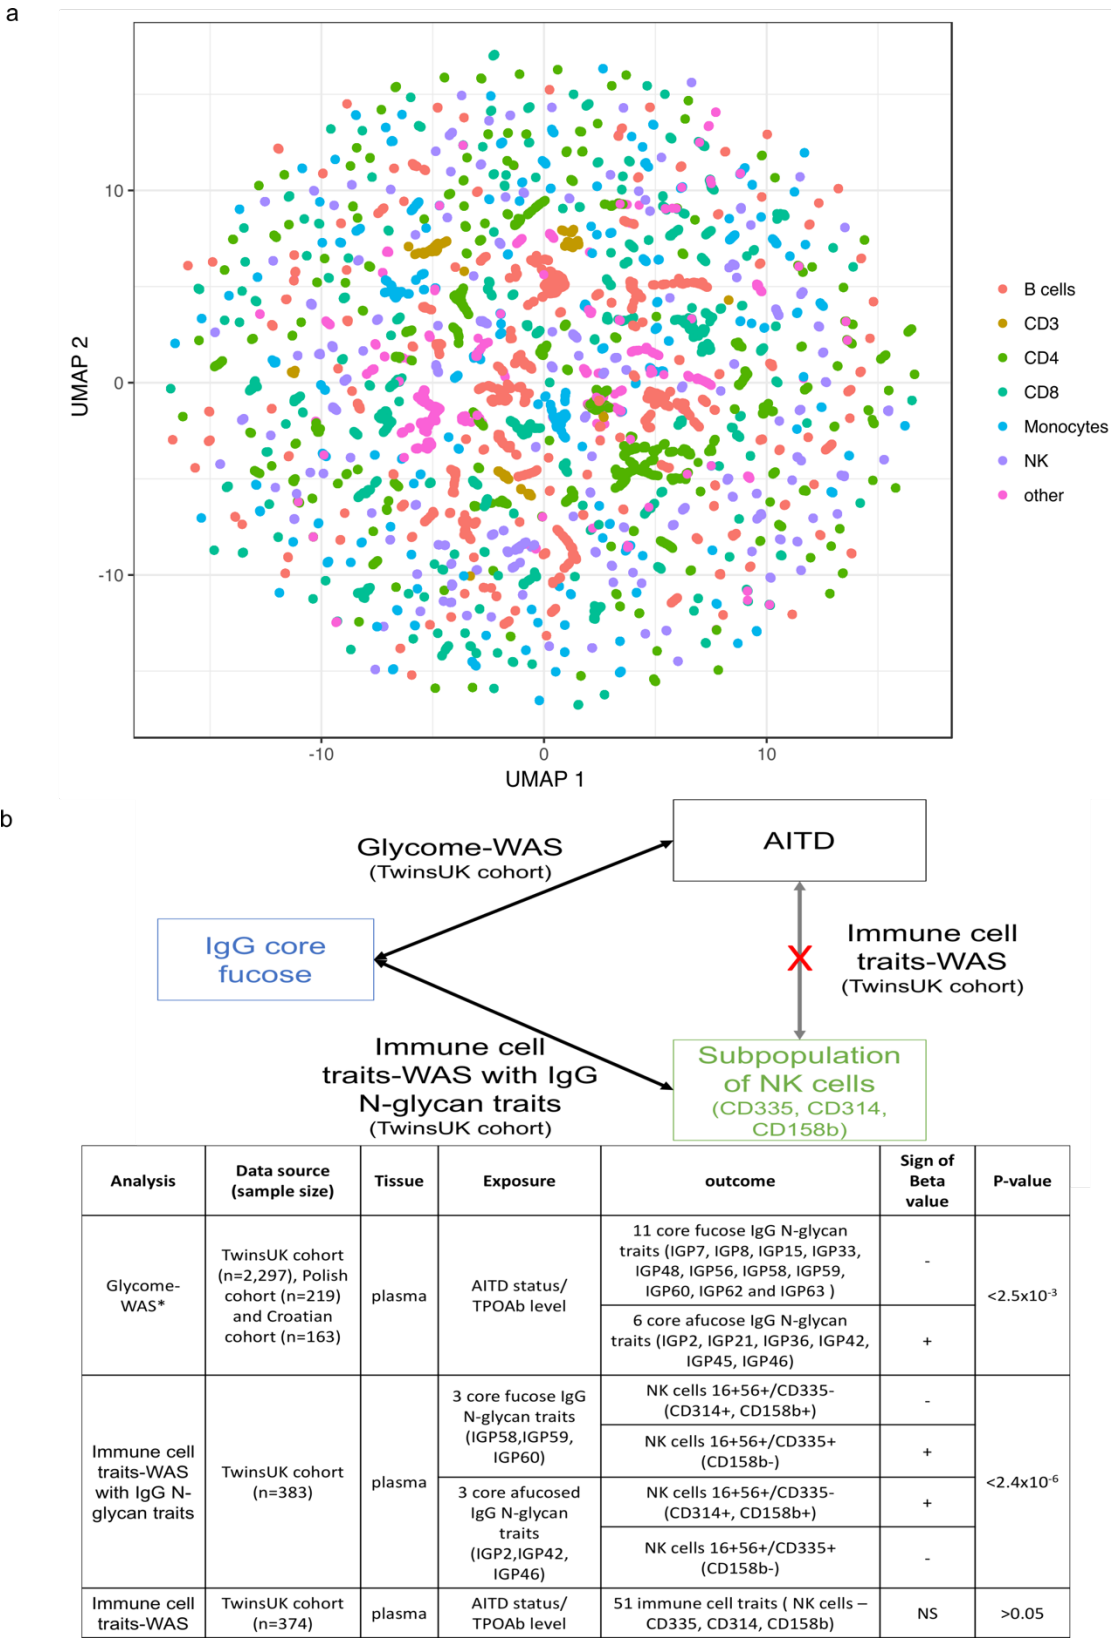 a
UMAP 2
10
0
-10
-10
0
10
UMAP 1
B cells
CD3
CD4
CD8
Monocytes
NK
other
b
Glycome-WAS
(TwinsUK cohort)
AITD
IgG core
fucose
Immune cell
traits-WAS
(TwinsUK cohort)
X
Immune cell
traits-WAS with IgG
N-glycan traits
(TwinsUK cohort)
Subpopulation
of NK cells
(CD335, CD314,
CD158b)
Analysis
Data source
(sample size)
Tissue
Exposure
outcome
Sign of
Beta
value
P-value
Glycome-
WAS*
TwinsUK cohort
(n=2,297), Polish
cohort (n=219)
and Croatian
cohort (n=163)
plasma
AITD status/
TPOAb level
11 core fucose IgG N-glycan
traits (IGP7, IGP8, IGP15, IGP33,
IGP48, IGP56, IGP58, IGP59,
IGP60, IGP62 and IGP63 )
-
6 core afucose IgG N-glycan
traits (IGP2, IGP21, IGP36, IGP42,
IGP45, IGP46)
+
<2.5x10⁻³
Immune cell
traits-WAS
with IgG N-
glycan traits
TwinsUK cohort
(n=383)
plasma
3 core fucose IgG
N-glycan traits
(IGP58,IGP59,
IGP60)
NK cells 16+56+/CD335-
(CD314+, CD158b+)
-
NK cells 16+56+/CD335+
(CD158b-)
+
3 core afucosed
IgG N-glycan
traits
(IGP2,IGP42,
IGP46)
NK cells 16+56+/CD335-
(CD314+, CD158b+)
+
NK cells 16+56+/CD335+
(CD158b-)
-
<2.4x10⁻⁶
Immune cell
traits-WAS
TwinsUK cohort
(n=374)
plasma
AITD status/
TPOAb level
51 immune cell traits ( NK cells –
CD335, CD314, CD158b)
NS
>0.05